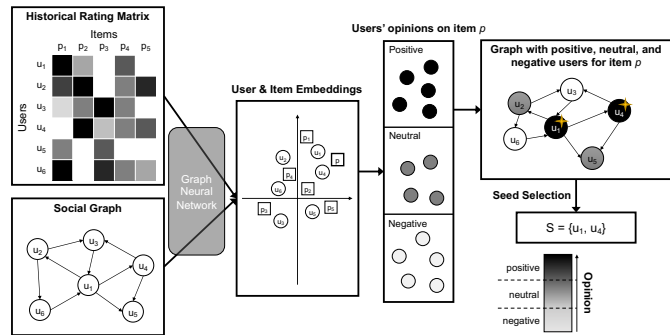 Historical Rating Matrix
Items
p1 p2 p3 p4 p5
Users
u1
u2
u3
u4
u5
u6
Social Graph
u3
u2
u4
u1
u6
u5
Graph
Neural
Network
User & Item Embeddings
p1
u2
u1
p
p4
u4
u6
p2
p3
u3
u5
p5
Users' opinions on item p
Positive
Neutral
Negative
Graph with positive, neutral, and
negative users for item p
u3
u2
u4
u1
u6
u5
Seed Selection
S = {u1, u4}
positive
neutral
negative
Opinion